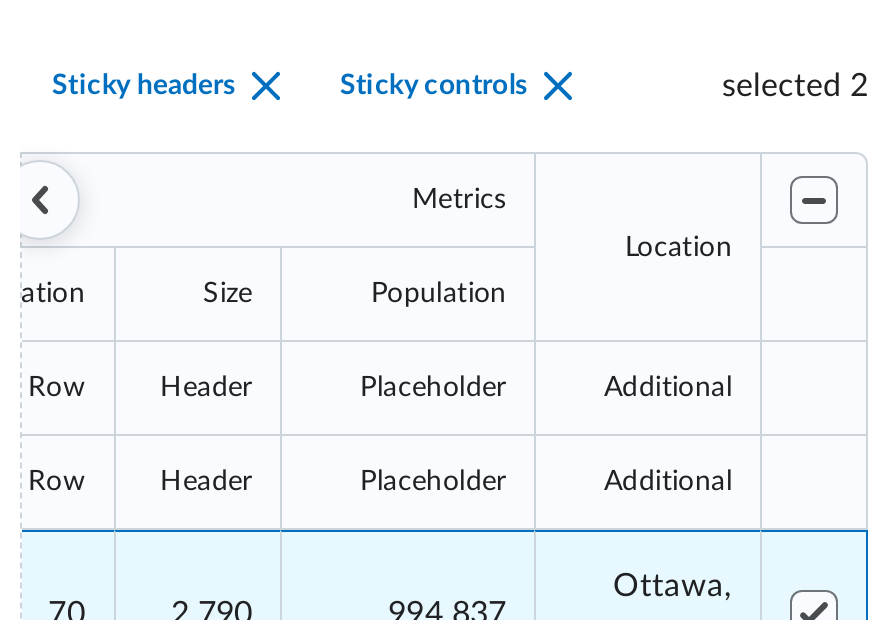 Sticky headers Sticky controls selected 2
Metrics
Location
ation Size Population
Row Header Placeholder Additional
Row Header Placeholder Additional
Ottawa,
70 2,790 994,837